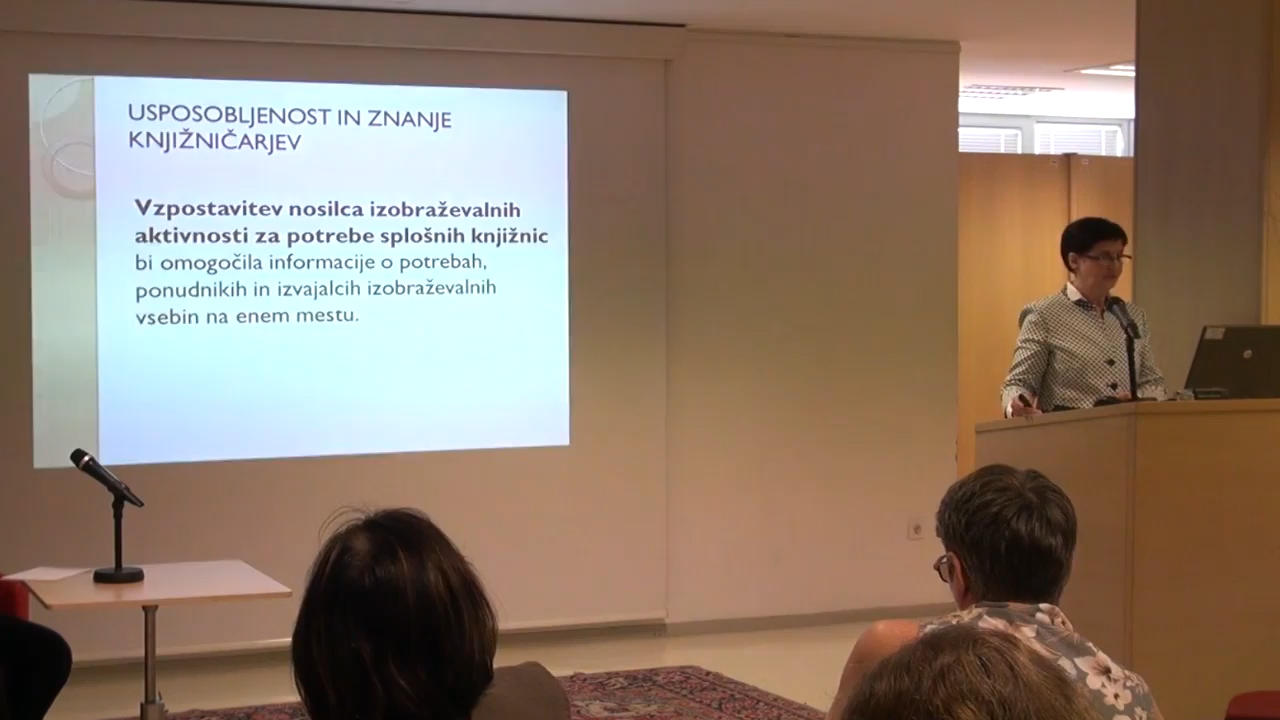 USPOSOBLJENOST IN ZNANJE
KNJIŽNIČARJEV
Vzpostavitev nosilca izobraževalnih
aktivnosti za potrebe splošnih knjižnic
bi omogočila informacije o potrebah,
ponudnikih in izvajalcih izobraževalnih
vsebin na enem mestu.